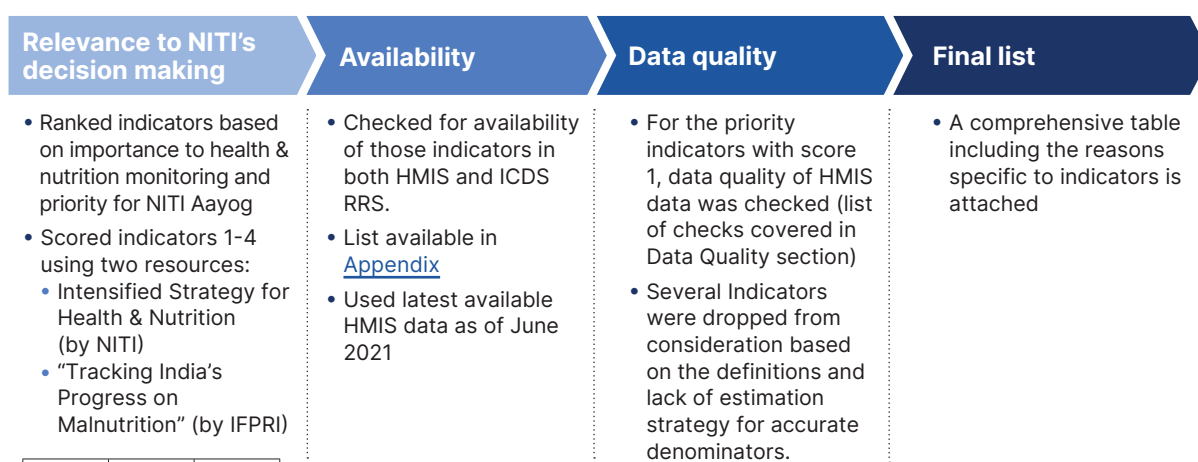 Relevance to NITI's
decision making
Availability
Data quality
Final list
• Ranked indicators based
on importance to health &
nutrition monitoring and
priority for NITI Aayog
• Scored indicators 1-4
using two resources:
• Intensified Strategy for
Health & Nutrition
(by NITI)
• “Tracking India’s
Progress on
Malnutrition” (by IFPRI)
• Checked for availability
of those indicators in
both HMIS and ICDS
RRS.
• List available in
Appendix
• Used latest available
HMIS data as of June
2021
• For the priority
indicators with score
1, data quality of HMIS
data was checked (list
of checks covered in
Data Quality section)
• Several Indicators
were dropped from
consideration based
on the definitions and
lack of estimation
strategy for accurate
denominators.
• A comprehensive table
including the reasons
specific to indicators is
attached